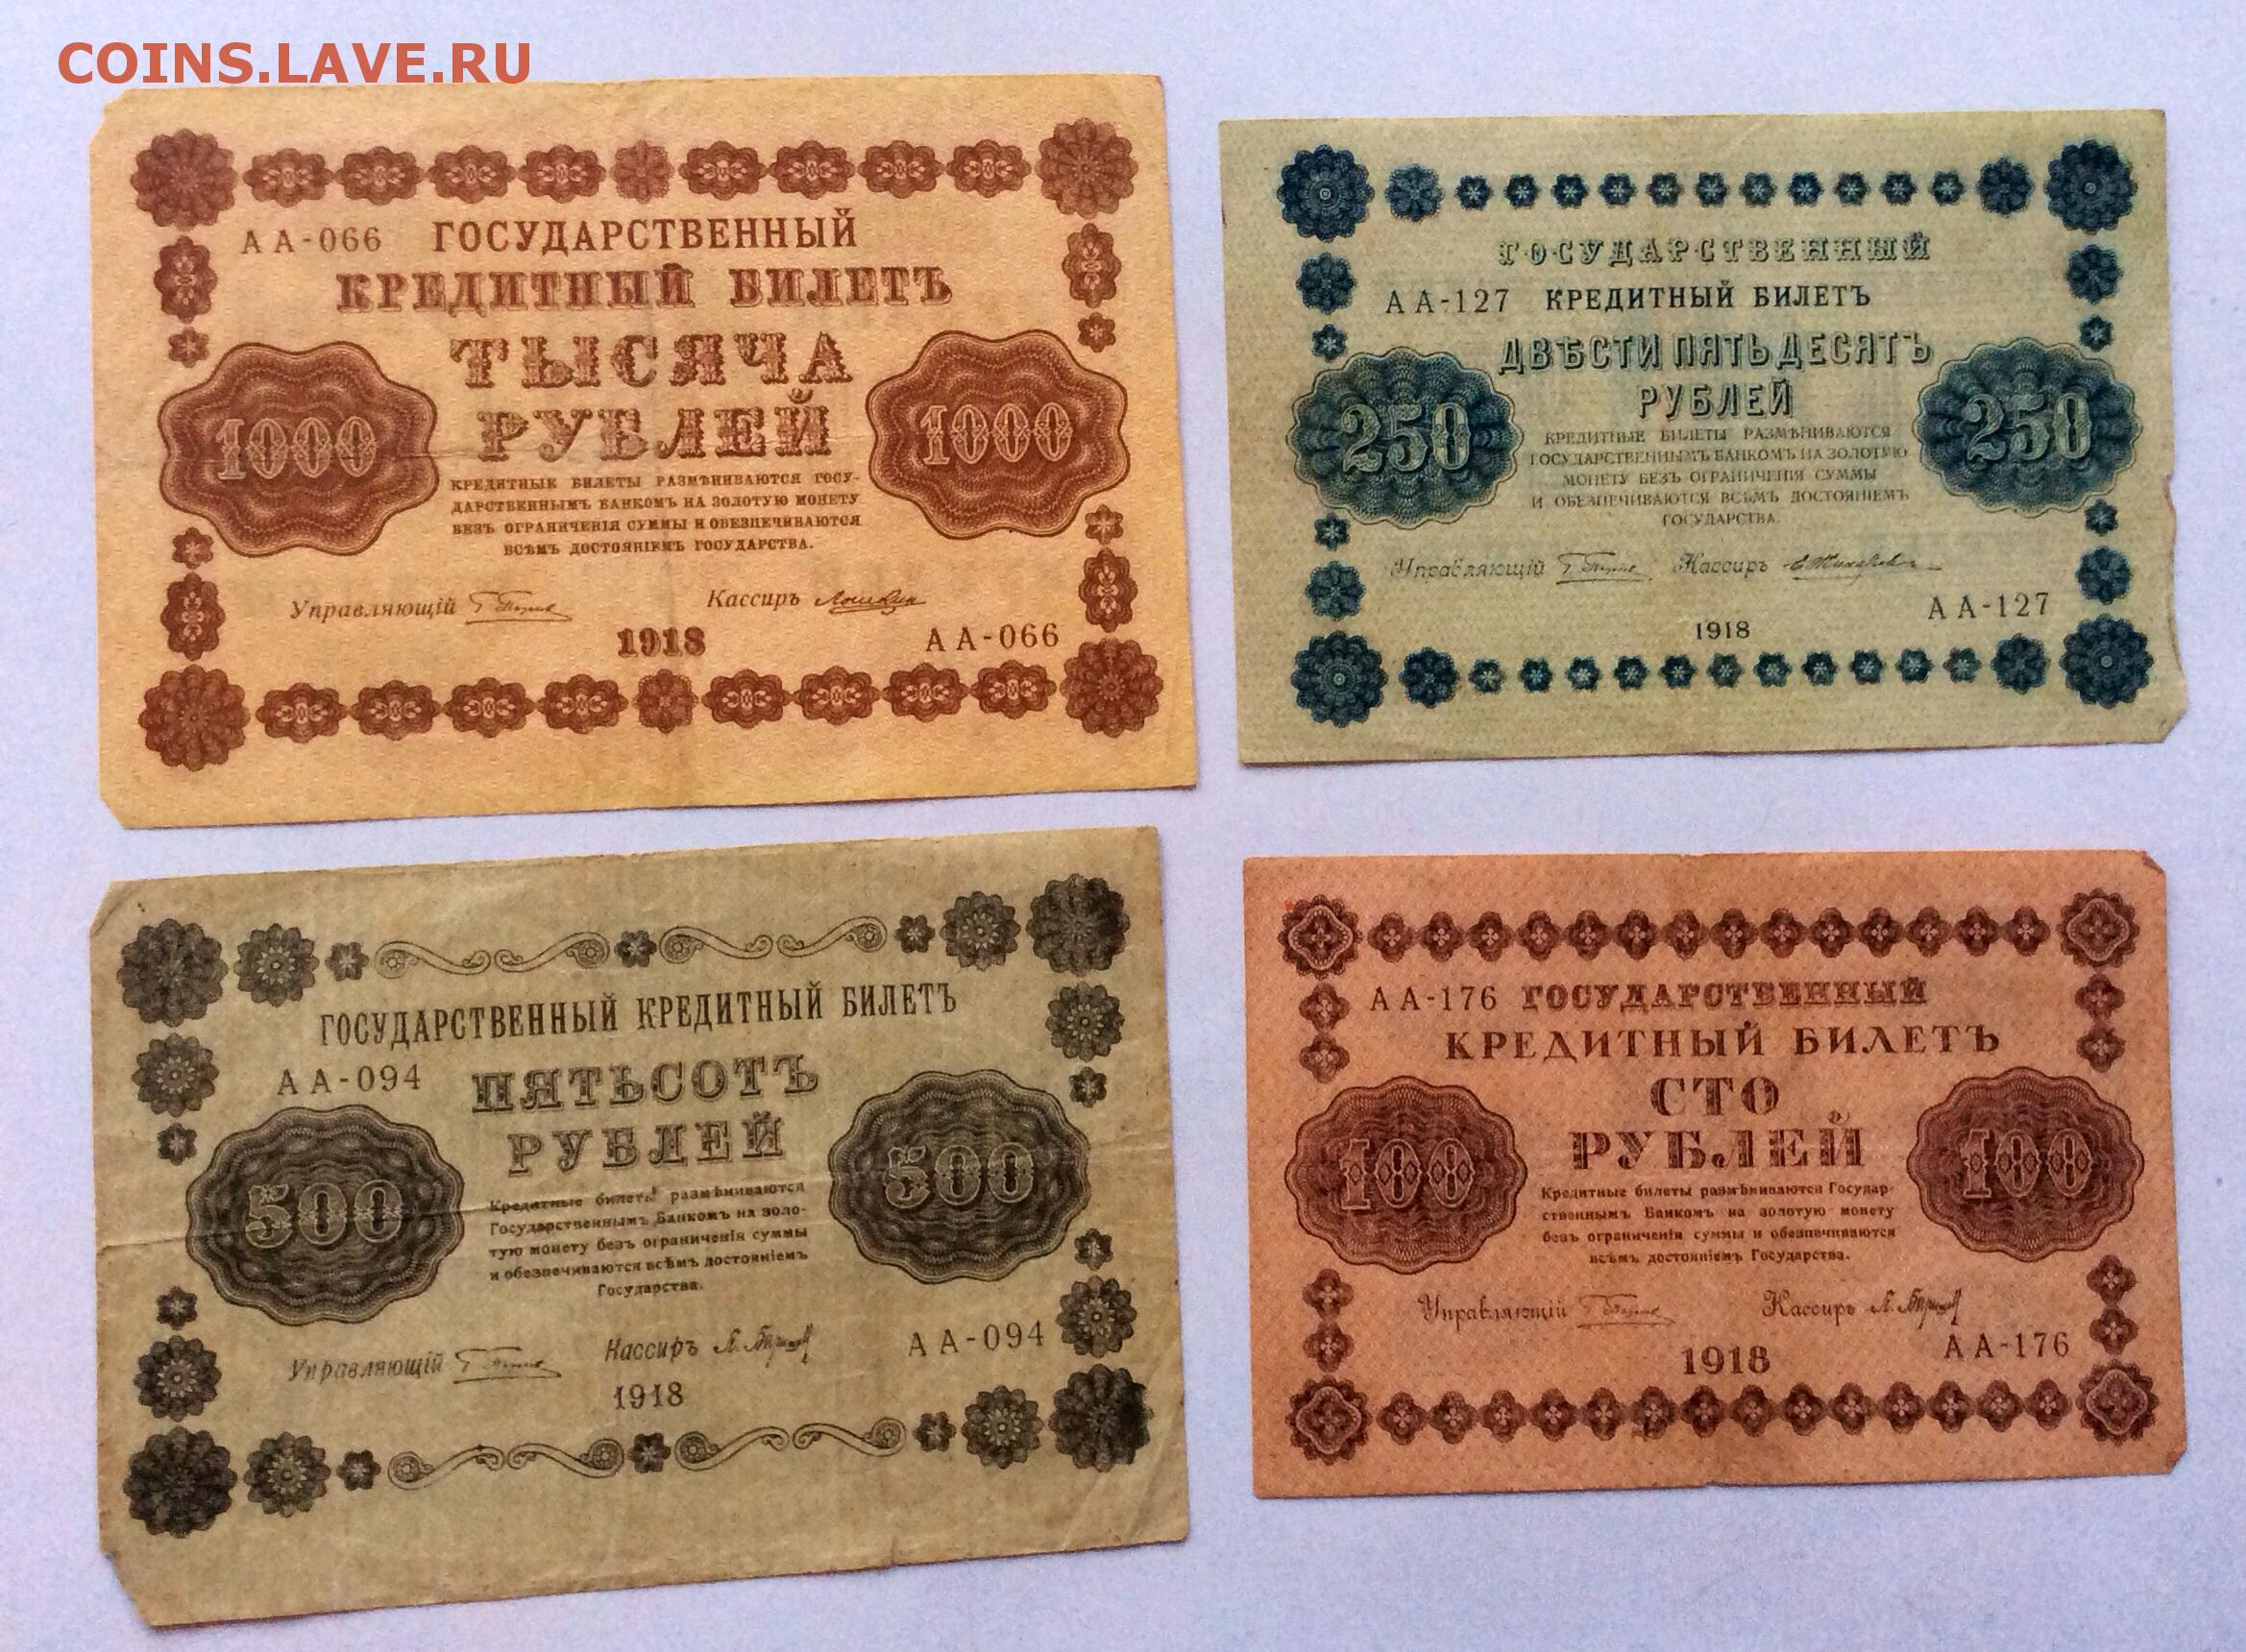 COINS.LAVE.RU
АА-066 ГОСУДАРСТВЕННЫЙ
КРЕДИТНЫЙ БИЛЕТЪ
ТЫСЯЧА
РУБЛЕЙ
1000 1000
КРЕДИТНЫЕ БИЛЕТЫ РАЗМѢНИВАЮТСЯ ГОСУ-
ДАРСТВЕННЫМЪ БАНКОМЪ НА ЗОЛОТУЮ МОНЕТУ
БЕЗЪ ОГРАНИЧЕНІЯ СУММЫ И ОБЕЗПЕЧИВАЮТСЯ
ВСѢМЪ ДОСТОЯНІЕМЪ ГОСУДАРСТВА.
Управляющій Кассиръ
1918 АА-066
ГОСУДАРСТВЕННЫЙ
АА-127 КРЕДИТНЫЙ БИЛЕТЪ
ДВѢСТИ ПЯТЬДЕСЯТЪ
РУБЛЕЙ
250 250
КРЕДИТНЫЕ БИЛЕТЫ РАЗМѢНИВАЮТСЯ
ГОСУДАРСТВЕННЫМЪ БАНКОМЪ НА ЗОЛОТУЮ
МОНЕТУ БЕЗЪ ОГРАНИЧЕНІЯ СУММЫ
И ОБЕЗПЕЧИВАЮТСЯ ВСѢМЪ ДОСТОЯНІЕМЪ
ГОСУДАРСТВА.
Управляющій Кассиръ
АА-127
1918
ГОСУДАРСТВЕННЫЙ КРЕДИТНЫЙ БИЛЕТЪ
АА-094 ПЯТЬСОТЪ
РУБЛЕЙ
500 500
Кредитные билеты размѣниваются
Государственнымъ Банкомъ на золо-
тую монету безъ ограниченія суммы
и обезпечиваются всѣмъ достояніемъ
Государства.
Управляющій Кассиръ АА-094
1918
АА-176 ГОСУДАРСТВЕННЫЙ
КРЕДИТНЫЙ БИЛЕТЪ
СТО
РУБЛЕЙ
100 100
Кредитные билеты размѣниваются Государ-
ственнымъ Банкомъ на золотую монету
безъ ограниченія суммы и обезпечиваются
всѣмъ достояніемъ Государства.
Управляющій Кассиръ
1918 АА-176